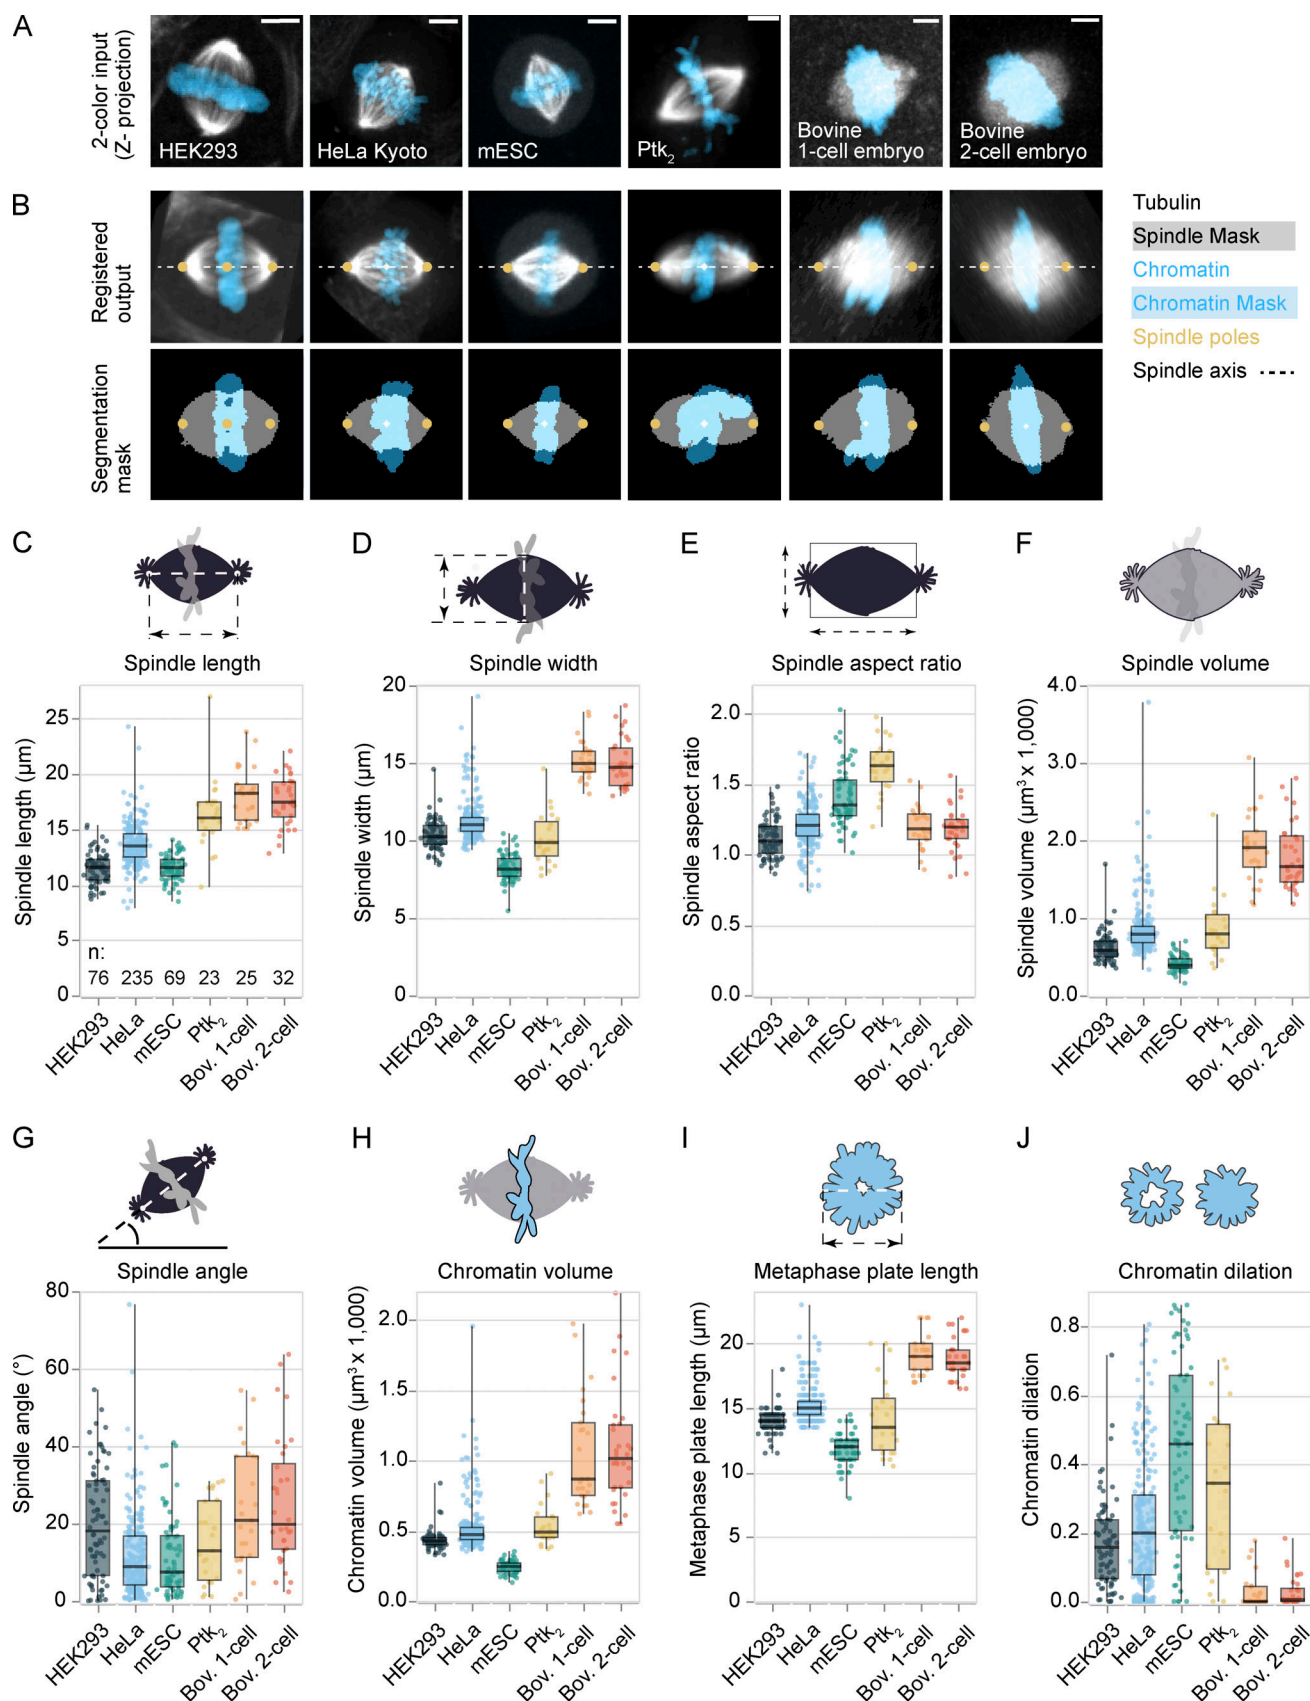 A
2-color input
(Z- projection)
HEK293
HeLa Kyoto
mESC
Ptk₂
Bovine
1-cell embryo
Bovine
2-cell embryo
B
Registered
output
Segmentation
mask
Tubulin
Spindle Mask
Chromatin
Chromatin Mask
Spindle poles
Spindle axis
C
Spindle length
Spindle length (µm)
25
20
15
10
5
0
n:
76 235 69 23 25 32
HEK293
HeLa
mESC
Ptk₂
Bov. 1-cell
Bov. 2-cell
D
Spindle width
Spindle width (µm)
20
15
10
5
0
HEK293
HeLa
mESC
Ptk₂
Bov. 1-cell
Bov. 2-cell
E
Spindle aspect ratio
Spindle aspect ratio
2.0
1.5
1.0
0.5
0.0
HEK293
HeLa
mESC
Ptk₂
Bov. 1-cell
Bov. 2-cell
F
Spindle volume
Spindle volume (µm³ x 1,000)
4.0
3.0
2.0
1.0
0.0
HEK293
HeLa
mESC
Ptk₂
Bov. 1-cell
Bov. 2-cell
G
Spindle angle
Spindle angle (°)
80
60
40
20
0
HEK293
HeLa
mESC
Ptk₂
Bov. 1-cell
Bov. 2-cell
H
Chromatin volume
Chromatin volume (µm³ x 1,000)
2.0
1.5
1.0
0.5
0.0
HEK293
HeLa
mESC
Ptk₂
Bov. 1-cell
Bov. 2-cell
I
Metaphase plate length
Metaphase plate length (µm)
20
15
10
5
0
HEK293
HeLa
mESC
Ptk₂
Bov. 1-cell
Bov. 2-cell
J
Chromatin dilation
Chromatin dilation
0.8
0.6
0.4
0.2
0.0
HEK293
HeLa
mESC
Ptk₂
Bov. 1-cell
Bov. 2-cell